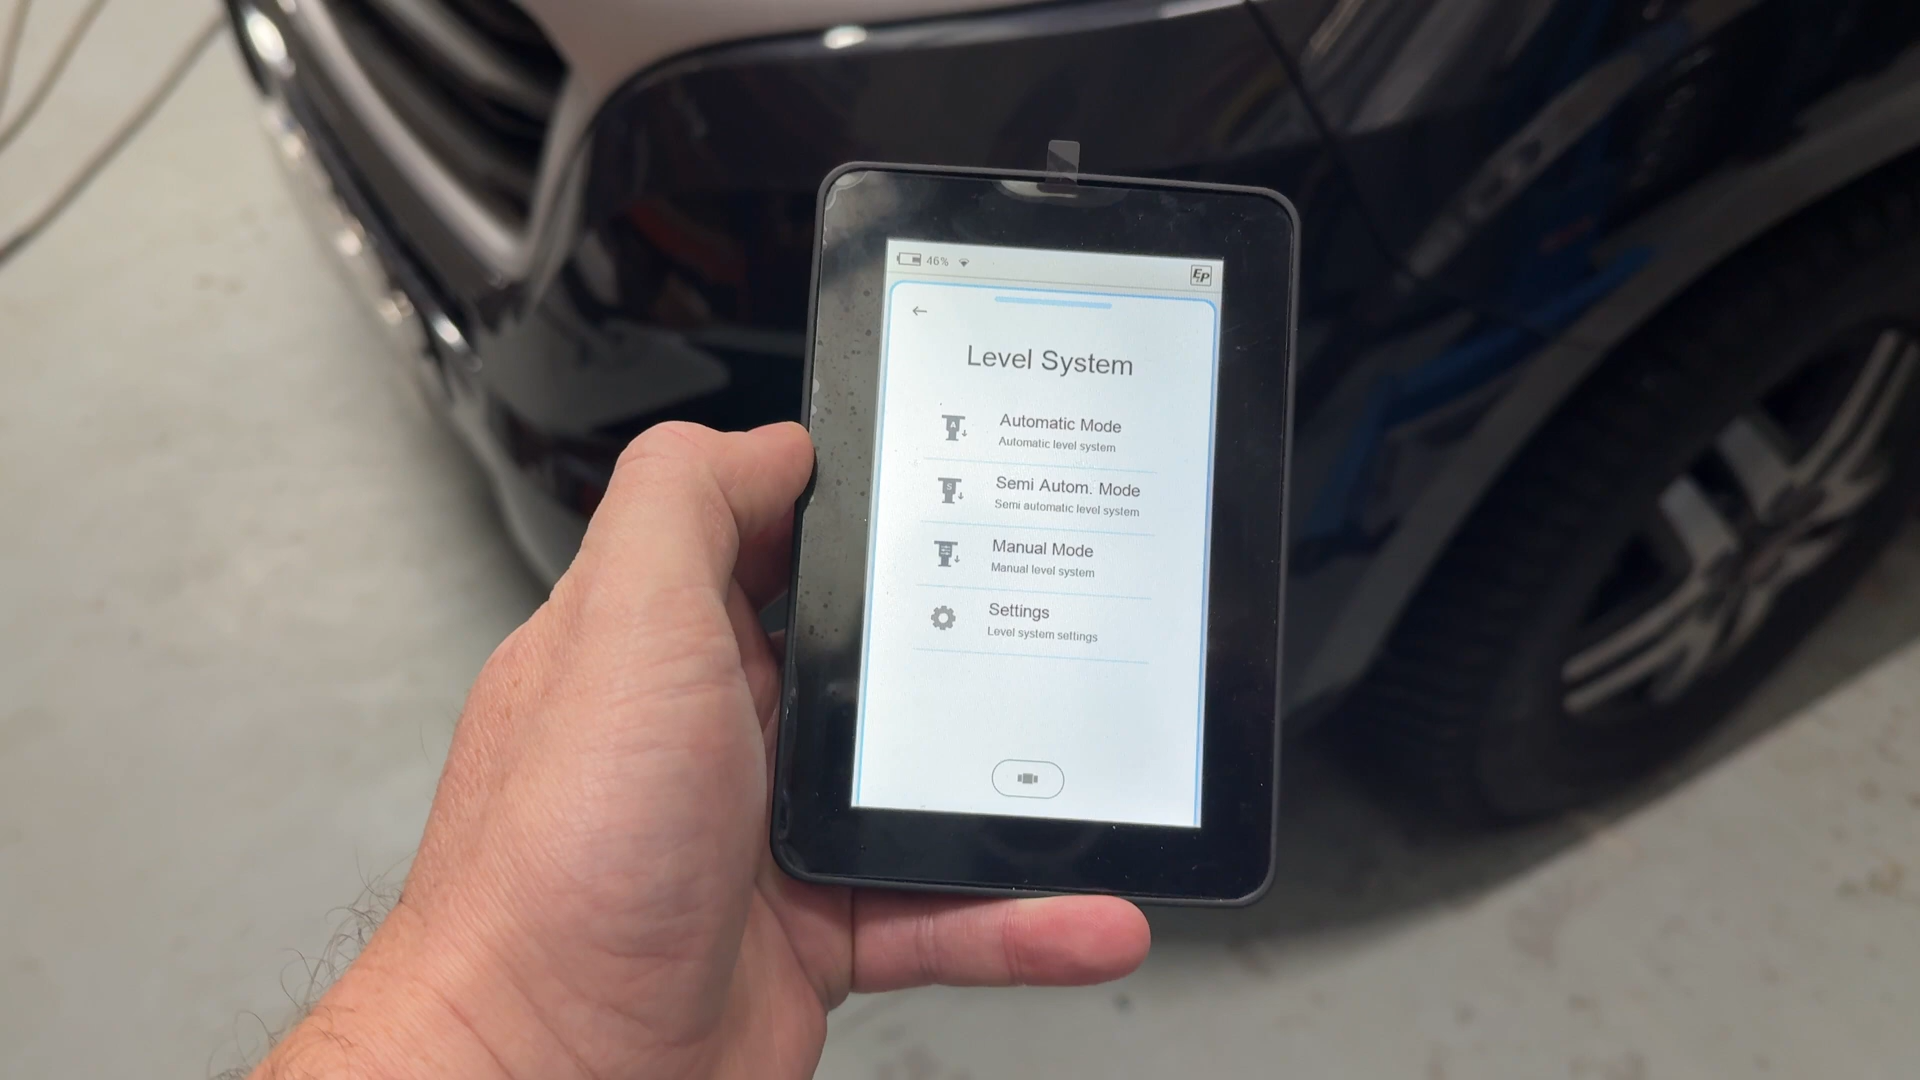 46%
EP
Level System
A
Automatic Mode
Automatic level system
S
Semi Autom. Mode
Semi automatic level system
Manual Mode
Manual level system
Settings
Level system settings